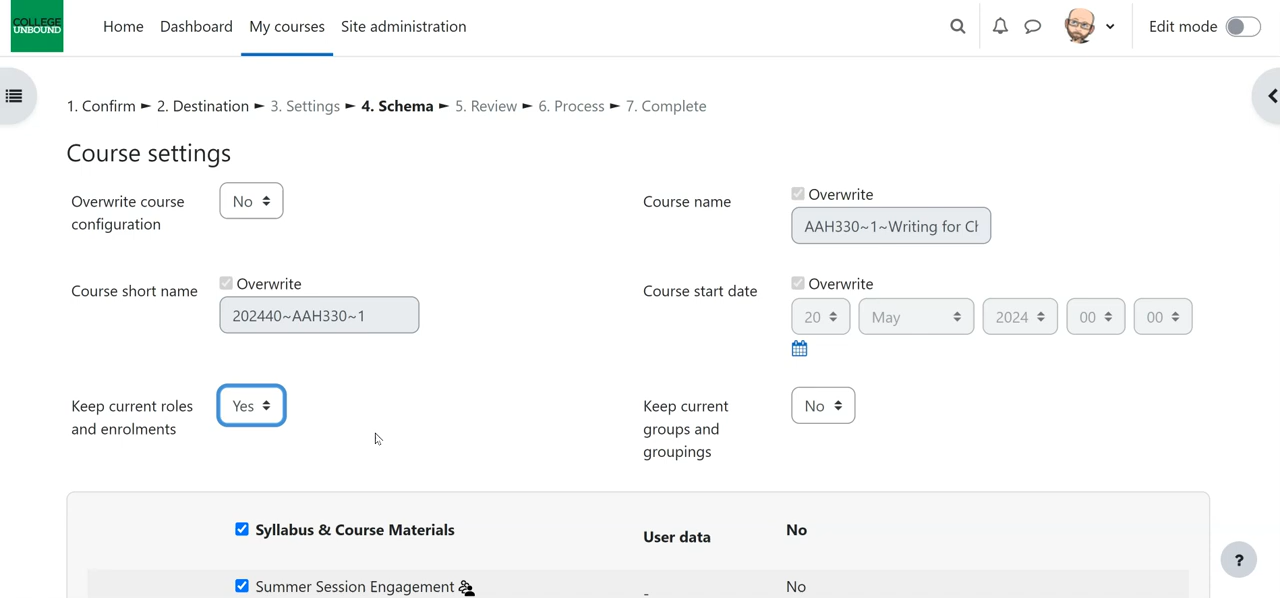 COLLEGE
UNBOUND
Home Dashboard My courses Site administration Edit mode
1. Confirm ► 2. Destination ► 3. Settings ► 4. Schema ► 5. Review ► 6. Process ► 7. Complete
Course settings
Overwrite course
configuration
No
Course name
Overwrite
AAH330~1~Writing for Cl
Course short name
Overwrite
202440~AAH330~1
Course start date
Overwrite
20 May 2024 00 00
Keep current roles
and enrolments
Yes
Keep current
groups and
groupings
No
Syllabus & Course Materials User data No
Summer Session Engagement - No
?